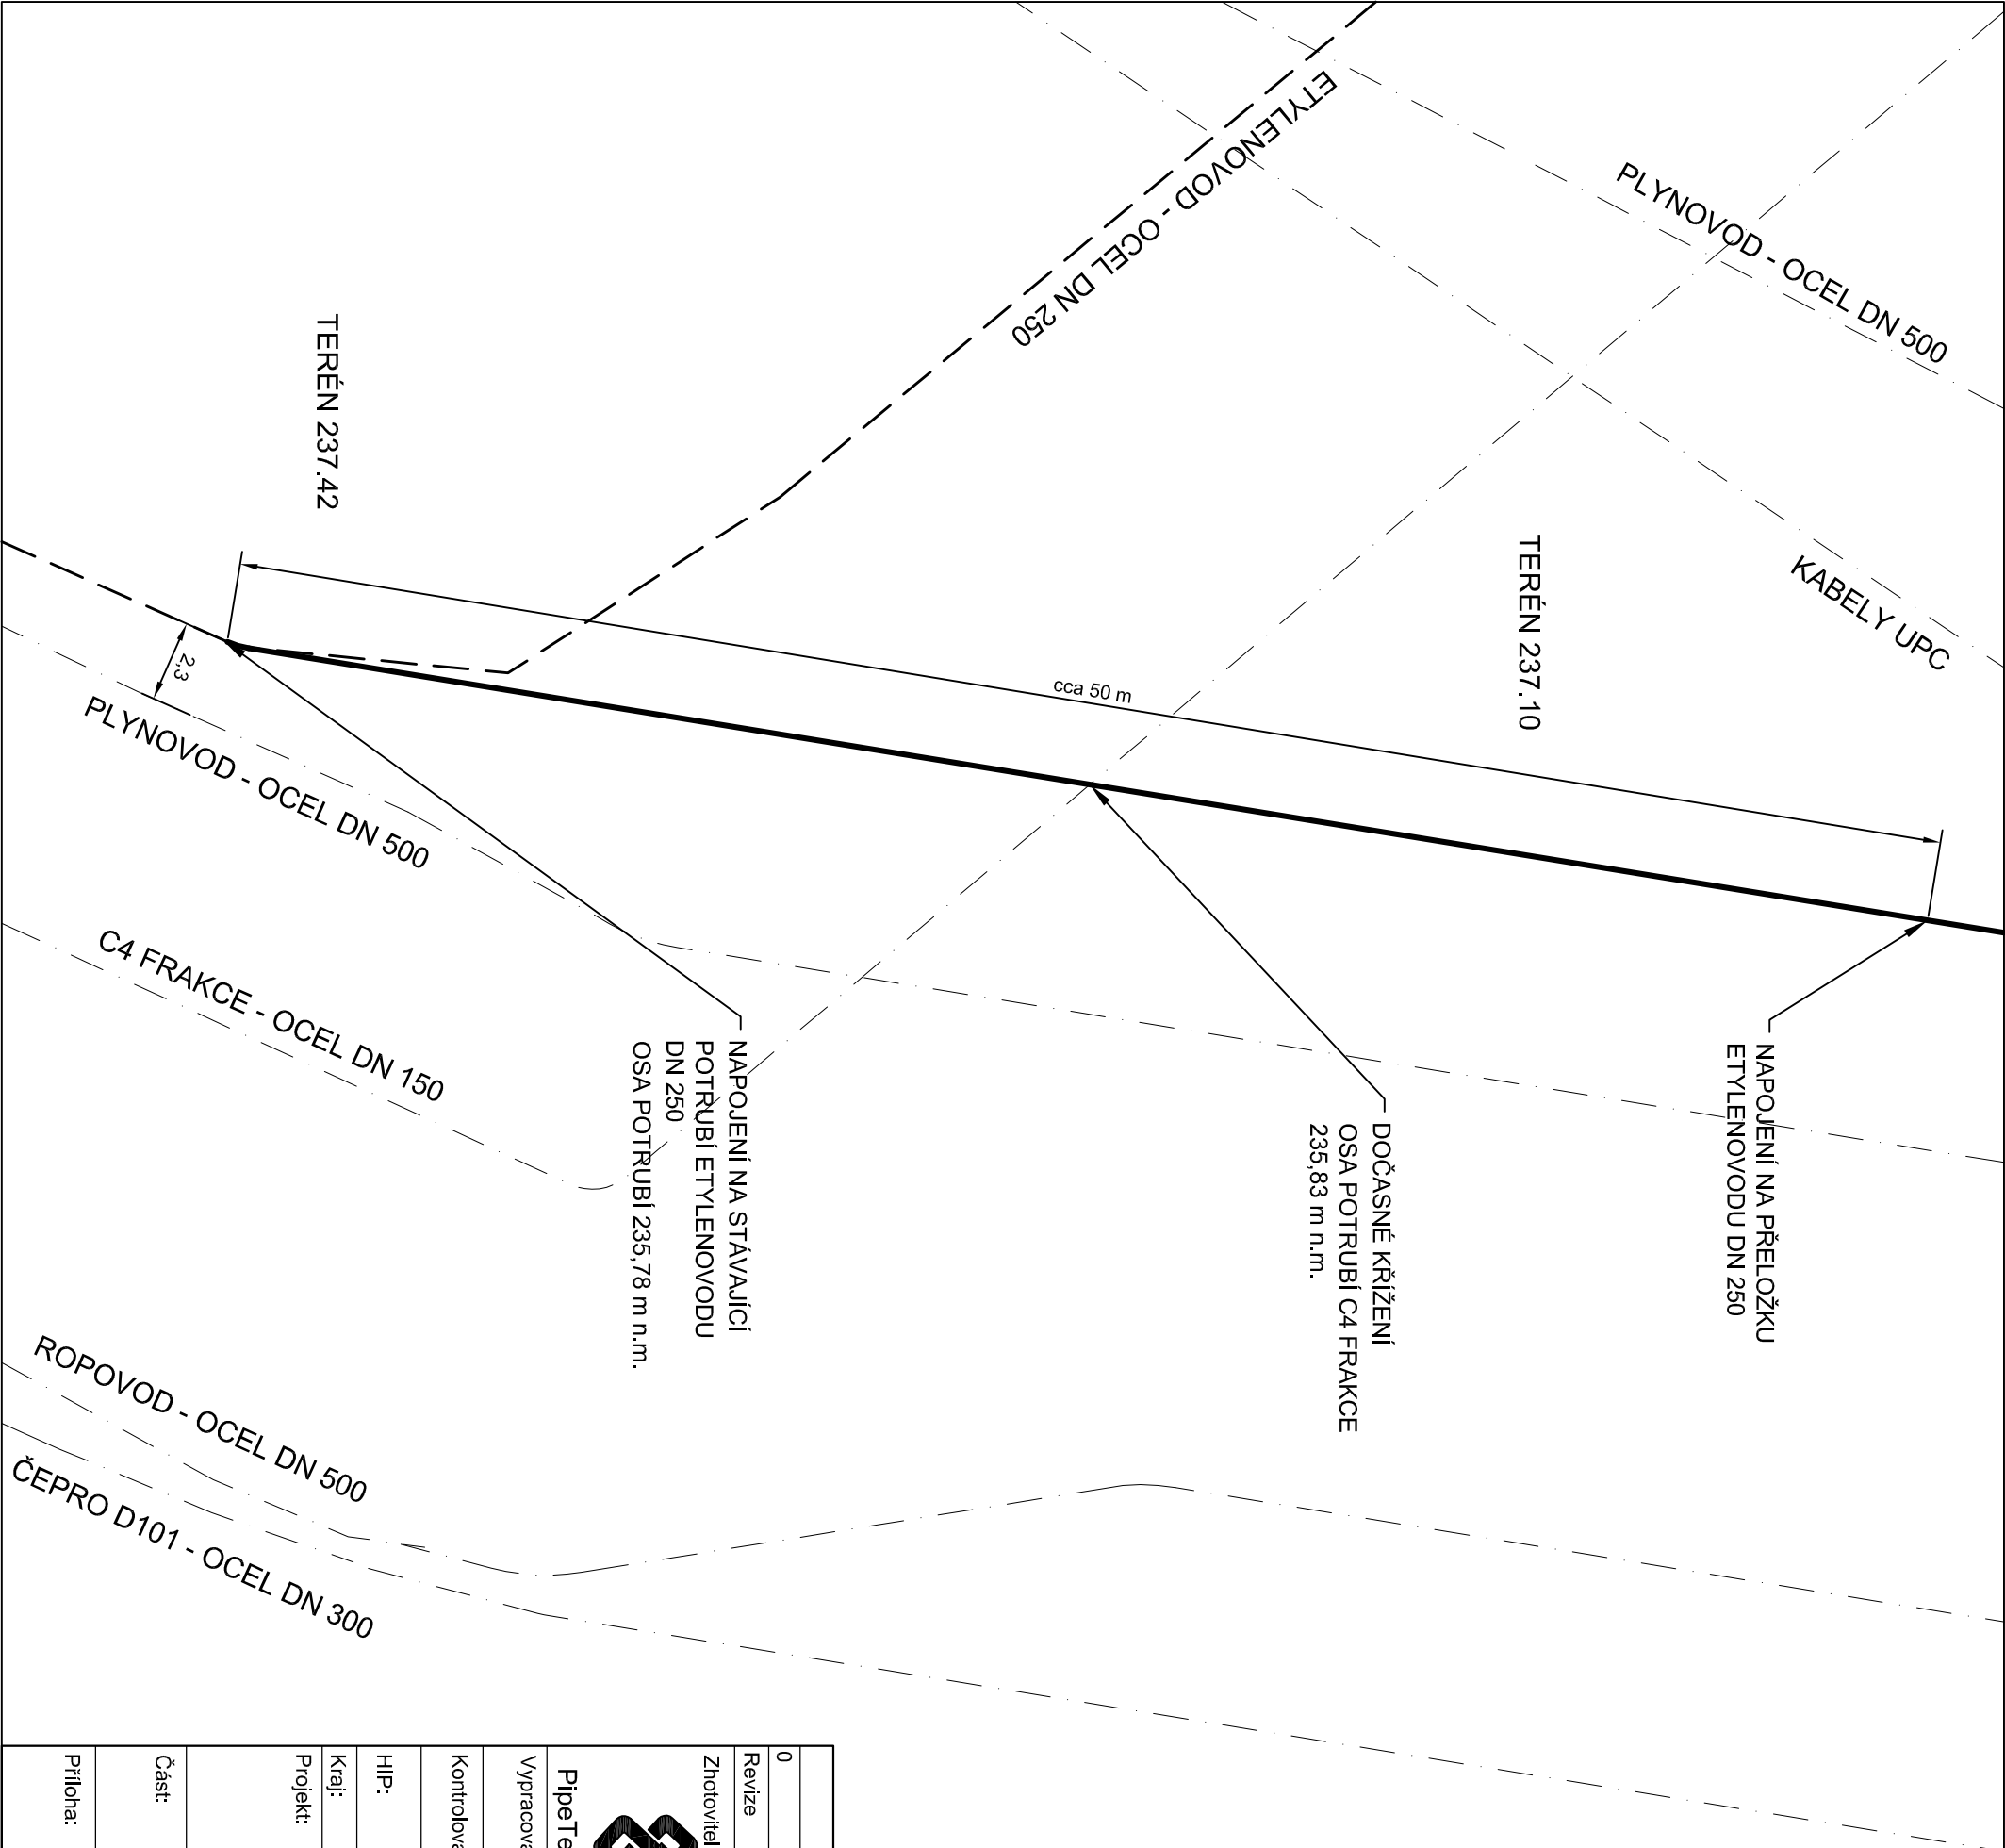 ETYLENOVOD - OCEL DN 250
PLYNOVOD - OCEL DN 500
KABELY UPC
TERÉN 237.42
TERÉN 237.10
cca 50 m
2,3
PLYNOVOD - OCEL DN 500
C4 FRAKCE - OCEL DN 150
NAPOJENÍ NA STÁVAJÍCÍ
POTRUBÍ ETYLENOVODU
DN 250
OSA POTRUBÍ 235,78 m n.m.
DOČASNÉ KŘÍŽENÍ
OSA POTRUBÍ C4 FRAKCE
235,83 m n.m.
NAPOJENÍ NA PŘELOŽKU
ETYLENOVODU DN 250
ROPOVOD - OCEL DN 500
ČEPRO D101 - OCEL DN 300
0
Revize
Zhotovitel
PipeTe
Vypracova
Kontrolova
HIP:
Kraj:
Projekt:
Část:
Příloha: